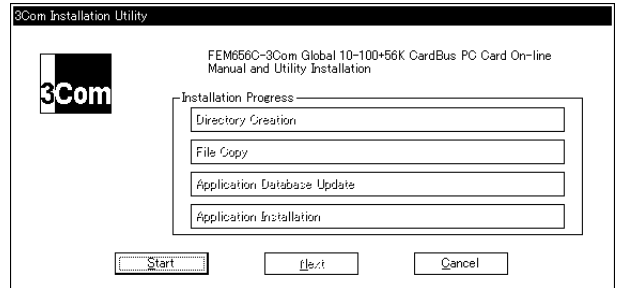 3Com Installation Utility
3Com
FEM656C-3Com Global 10-100+56K CardBus PC Card On-line
Manual and Utility Installation
Installation Progress
Directory Creation
File Copy
Application Database Update
Application Installation
Start
Next
Cancel